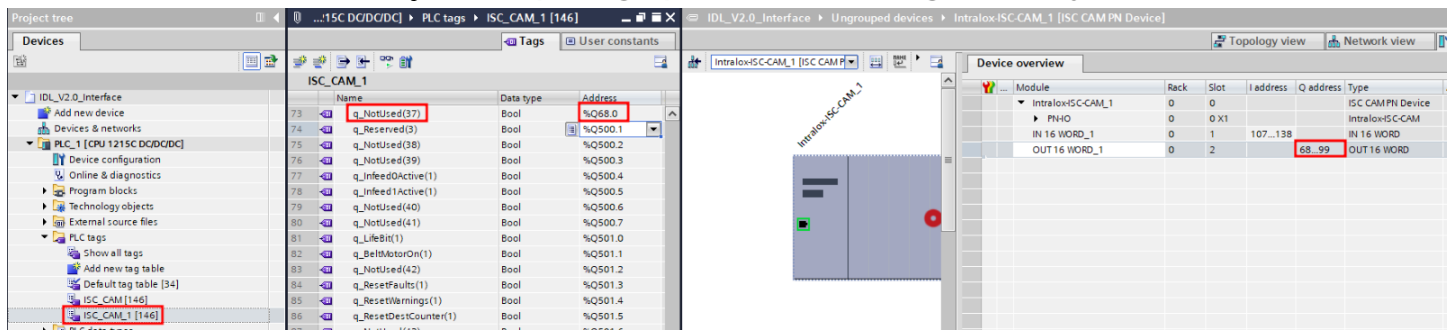 Project tree
...:15C DC/DC/DC] ▸ PLC tags ▸ ISC_CAM_1 [146]
IDL_V2.0_Interface ▸ Ungrouped devices ▸ Intralox-ISC-CAM_1 [ISC CAM PN Device]
Devices
Tags
User constants
Topology view
Network view
Intralox-ISC-CAM_1 [ISC CAM P
Device overview
ISC_CAM_1
Name Data type Address
73 q_NotUsed(37) Bool %Q68.0
74 q_Reserved(3) Bool %Q500.1
75 q_NotUsed(38) Bool %Q500.2
76 q_NotUsed(39) Bool %Q500.3
77 q_Infeed0Active(1) Bool %Q500.4
78 q_Infeed1Active(1) Bool %Q500.5
79 q_NotUsed(40) Bool %Q500.6
80 q_NotUsed(41) Bool %Q500.7
81 q_LifeBit(1) Bool %Q501.0
82 q_BeltMotorOn(1) Bool %Q501.1
83 q_NotUsed(42) Bool %Q501.2
84 q_ResetFaults(1) Bool %Q501.3
85 q_ResetWarnings(1) Bool %Q501.4
86 q_ResetDestCounter(1) Bool %Q501.5
IDL_V2.0_Interface
Add new device
Devices & networks
PLC_1 [CPU 1215C DC/DC/DC]
Device configuration
Online & diagnostics
Program blocks
Technology objects
External source files
PLC tags
Show all tags
Add new tag table
Default tag table [34]
ISC_CAM [146]
ISC_CAM_1 [146]
Intralox-ISC-CAM_1
... Module Rack Slot I address Q address Type
Intralox-ISC-CAM_1 0 0 ISC CAM PN Device
PN-IO 0 0 X1 Intralox-ISC-CAM
IN 16 WORD_1 0 1 107...138 IN 16 WORD
OUT 16 WORD_1 0 2 68...99 OUT 16 WORD